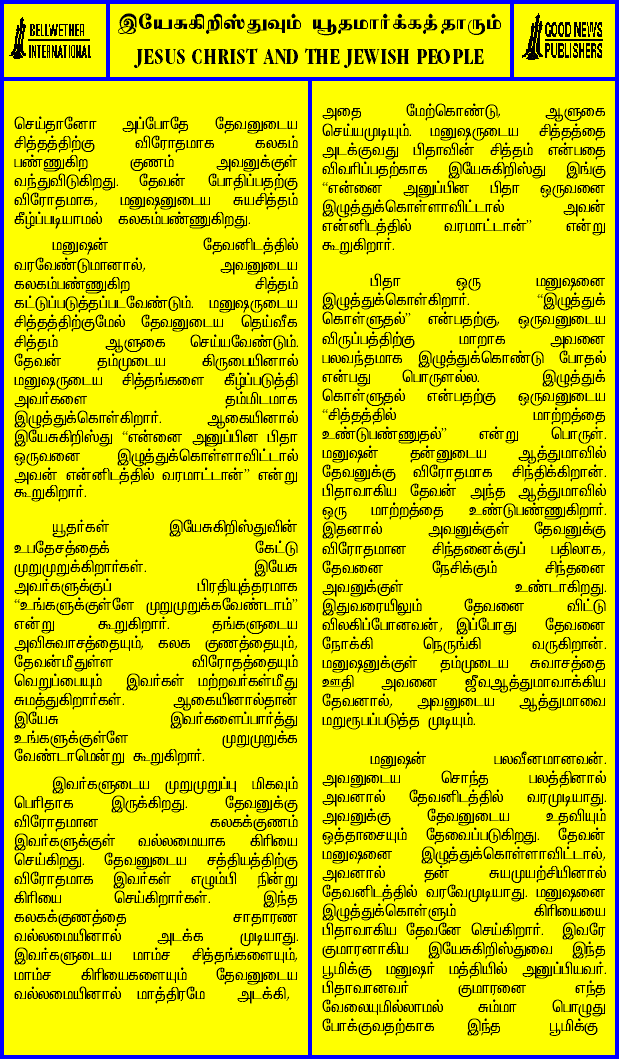 BELLWETHER
INTERNATIONAL
இயேசுகிறிஸ்துவும் யூதமார்க்கத்தாரும்
JESUS CHRIST AND THE JEWISH PEOPLE
GOOD NEWS
PUBLISHERS
செய்தானோ அப்போதே தேவனுடைய
சித்தத்திற்கு விரோதமாக கலகம்
பண்ணுகிற குணம் அவனுக்குள்
வந்துவிடுகிறது. தேவன் போதிப்பதற்கு
விரோதமாக, மனுஷனுடைய சுயசித்தம்
கீழ்ப்படியாமல் கலகம்பண்ணுகிறது.
மனுஷன் தேவனிடத்தில்
வரவேண்டுமானால், அவனுடைய
கலகம்பண்ணுகிற சித்தம்
கட்டுப்படுத்தப்படவேண்டும். மனுஷருடைய
சித்தத்திற்குமேல் தேவனுடைய தெய்வீக
சித்தம் ஆளுகை செய்யவேண்டும்.
தேவன் தம்முடைய கிருபையினால்
மனுஷருடைய சித்தங்களை கீழ்ப்படுத்தி
அவர்களை தம்மிடமாக
இழுத்துக்கொள்கிறார். ஆகையினால்
இயேசுகிறிஸ்து “என்னை அனுப்பின பிதா
ஒருவனை இழுத்துக்கொள்ளாவிட்டால்
அவன் என்னிடத்தில் வரமாட்டான்” என்று
கூறுகிறார்.
யூதர்கள் இயேசுகிறிஸ்துவின்
உபதேசத்தைக் கேட்டு
முறுமுறுக்கிறார்கள். இயேசு
அவர்களுக்குப் பிரதியுத்தரமாக
“உங்களுக்குள்ளே முறுமுறுக்கவேண்டாம்”
என்று கூறுகிறார். தங்களுடைய
அவிசுவாசத்தையும், கலக குணத்தையும்,
தேவன்மீதுள்ள விரோதத்தையும்
வெறுப்பையும் இவர்கள் மற்றவர்கள்மீது
சுமத்துகிறார்கள். ஆகையினால்தான்
இயேசு இவர்களைப்பார்த்து
உங்களுக்குள்ளே முறுமுறுக்க
வேண்டாமென்று கூறுகிறார்.
இவர்களுடைய முறுமுறுப்பு மிகவும்
பெரிதாக இருக்கிறது. தேவனுக்கு
விரோதமான கலகக்குணம்
இவர்களுக்குள் வல்லமையாக கிரியை
செய்கிறது. தேவனுடைய சத்தியத்திற்கு
விரோதமாக இவர்கள் எழும்பி நின்று
கிரியை செய்கிறார்கள். இந்த
கலகக்குணத்தை சாதாரண
வல்லமையினால் அடக்க முடியாது.
இவர்களுடைய மாம்ச சித்தங்களையும்,
மாம்ச கிரியைகளையும் தேவனுடைய
வல்லமையினால் மாத்திரமே அடக்கி,
அதை மேற்கொண்டு, ஆளுகை
செய்யமுடியும். மனுஷருடைய சித்தத்தை
அடக்குவது பிதாவின் சித்தம் என்பதை
விவரிப்பதற்காக இயேசுகிறிஸ்து இங்கு
“என்னை அனுப்பின பிதா ஒருவனை
இழுத்துக்கொள்ளாவிட்டால் அவன்
என்னிடத்தில் வரமாட்டான்” என்று
கூறுகிறார்.
பிதா ஒரு மனுஷனை
இழுத்துக்கொள்கிறார். “இழுத்துக்
கொள்ளுதல்” என்பதற்கு, ஒருவனுடைய
விருப்பத்திற்கு மாறாக அவனை
பலவந்தமாக இழுத்துக்கொண்டு போதல்
என்பது பொருளல்ல. இழுத்துக்
கொள்ளுதல் என்பதற்கு ஒருவனுடைய
“சித்தத்தில் மாற்றத்தை
உண்டுபண்ணுதல்” என்று பொருள்.
மனுஷன் தன்னுடைய ஆத்துமாவில்
தேவனுக்கு விரோதமாக சிந்திக்கிறான்.
பிதாவாகிய தேவன் அந்த ஆத்துமாவில்
ஒரு மாற்றத்தை உண்டுபண்ணுகிறார்.
இதனால் அவனுக்குள் தேவனுக்கு
விரோதமான சிந்தனைக்குப் பதிலாக,
தேவனை நேசிக்கும் சிந்தனை
அவனுக்குள் உண்டாகிறது.
இதுவரையிலும் தேவனை விட்டு
விலகிப்போனவன், இப்போது தேவனை
நோக்கி நெருங்கி வருகிறான்.
மனுஷனுக்குள் தம்முடைய சுவாசத்தை
ஊதி அவனை ஜீவஆத்துமாவாக்கிய
தேவனால், அவனுடைய ஆத்துமாவை
மறுரூபப்படுத்த முடியும்.
மனுஷன் பலவீனமானவன்.
அவனுடைய சொந்த பலத்தினால்
அவனால் தேவனிடத்தில் வரமுடியாது.
அவனுக்கு தேவனுடைய உதவியும்
ஒத்தாசையும் தேவைப்படுகிறது. தேவன்
மனுஷனை இழுத்துக்கொள்ளாவிட்டால்,
அவனால் தன் சுயமுயற்சியினால்
தேவனிடத்தில் வரவேமுடியாது. மனுஷனை
இழுத்துக்கொள்ளும் கிரியையை
பிதாவாகிய தேவனே செய்கிறார். இவரே
குமாரனாகிய இயேசுகிறிஸ்துவை இந்த
பூமிக்கு மனுஷர் மத்தியில் அனுப்பியவர்.
பிதாவானவர் குமாரனை எந்த
வேலையுமில்லாமல் சும்மா பொழுது
போக்குவதற்காக இந்த பூமிக்கு